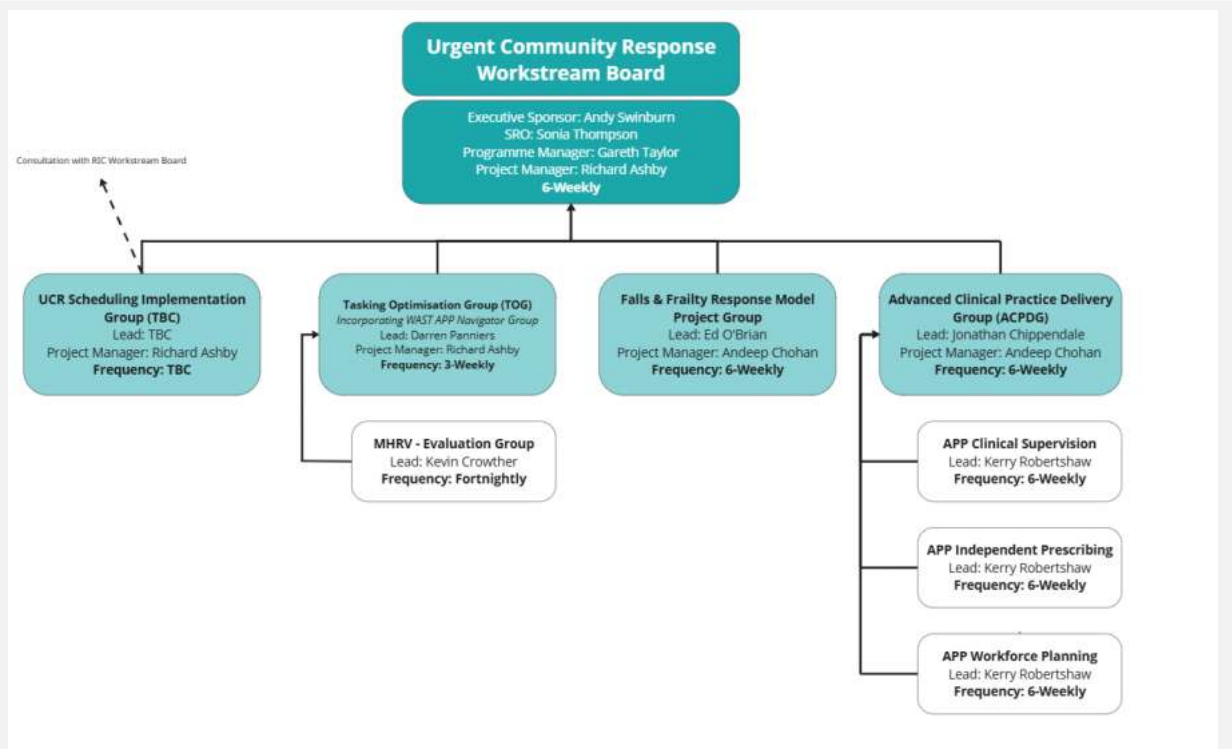 Urgent Community Response
Workstream Board
Executive Sponsor: Andy Swinburn
SRO: Sonia Thompson
Programme Manager: Gareth Taylor
Project Manager: Richard Ashby
6-Weekly
Consultation with RIC Workstream Board
UCR Scheduling Implementation
Group (TBC)
Lead: TBC
Project Manager: Richard Ashby
Frequency: TBC
Tasking Optimisation Group (TOG)
Incorporating WAST APP Navigator Group
Lead: Darren Panniers
Project Manager: Richard Ashby
Frequency: 3-Weekly
Falls & Frailty Response Model
Project Group
Lead: Ed O'Brian
Project Manager: Andeep Chohan
Frequency: 6-Weekly
Advanced Clinical Practice Delivery
Group (ACPDG)
Lead: Jonathan Chippendale
Project Manager: Andeep Chohan
Frequency: 6-Weekly
MHRV - Evaluation Group
Lead: Kevin Crowther
Frequency: Fortnightly
APP Clinical Supervision
Lead: Kerry Robertshaw
Frequency: 6-Weekly
APP Independent Prescribing
Lead: Kerry Robertshaw
Frequency: 6-Weekly
APP Workforce Planning
Lead: Kerry Robertshaw
Frequency: 6-Weekly